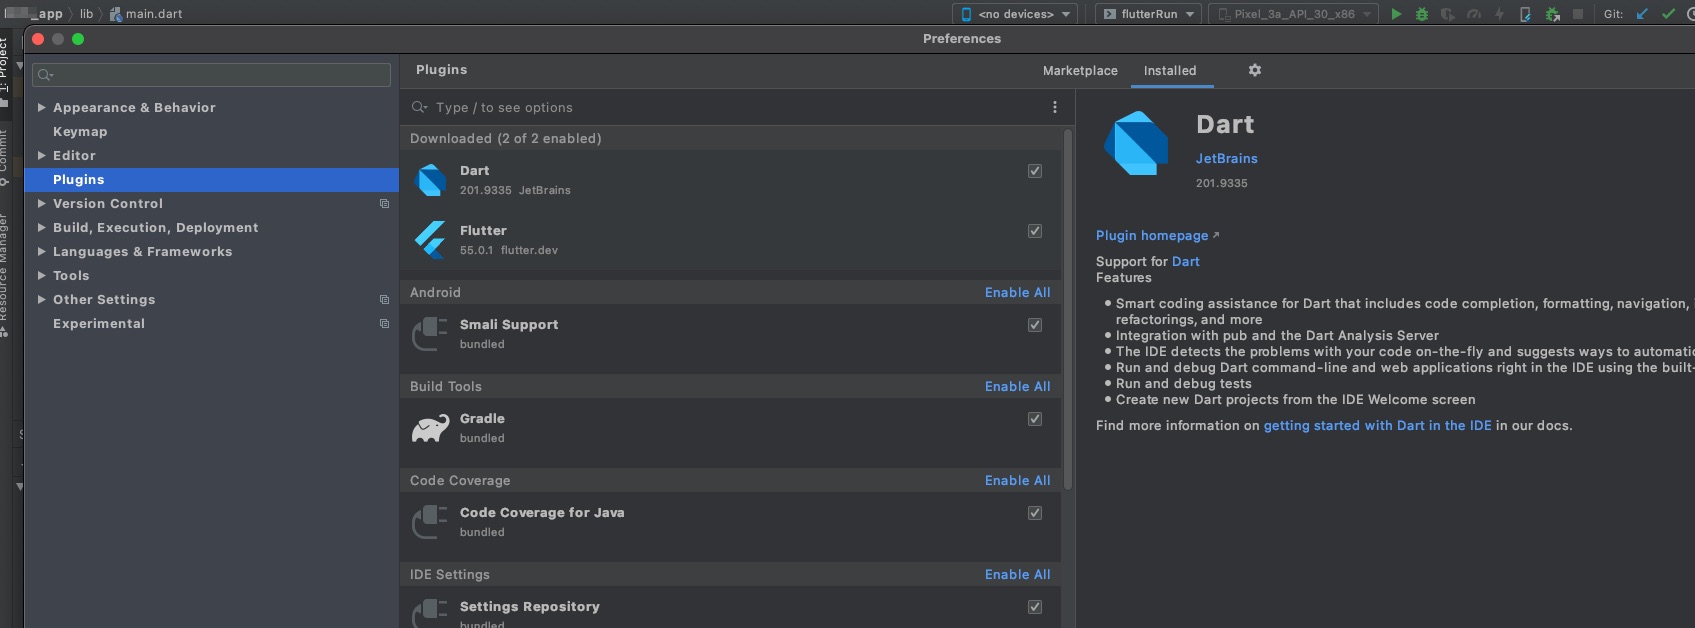 _app lib main.dart <no devices> flutterRun Pixel_3a_API_30_x86 Git:
Preferences
1: Project
Commit
Resource Manager
Appearance & Behavior
Keymap
Editor
Plugins
Version Control
Build, Execution, Deployment
Languages & Frameworks
Tools
Other Settings
Experimental
Plugins Marketplace Installed
Type / to see options
Downloaded (2 of 2 enabled)
Dart
201.9335 JetBrains
Flutter
55.0.1 flutter.dev
Android Enable All
Smali Support
bundled
Build Tools Enable All
Gradle
bundled
Code Coverage Enable All
Code Coverage for Java
bundled
IDE Settings Enable All
Settings Repository
bundled
Dart
JetBrains
201.9335
Plugin homepage
Support for Dart
Features
• Smart coding assistance for Dart that includes code completion, formatting, navigation,
refactorings, and more
• Integration with pub and the Dart Analysis Server
• The IDE detects the problems with your code on-the-fly and suggests ways to automatic
• Run and debug Dart command-line and web applications right in the IDE using the built-
• Run and debug tests
• Create new Dart projects from the IDE Welcome screen
Find more information on getting started with Dart in the IDE in our docs.